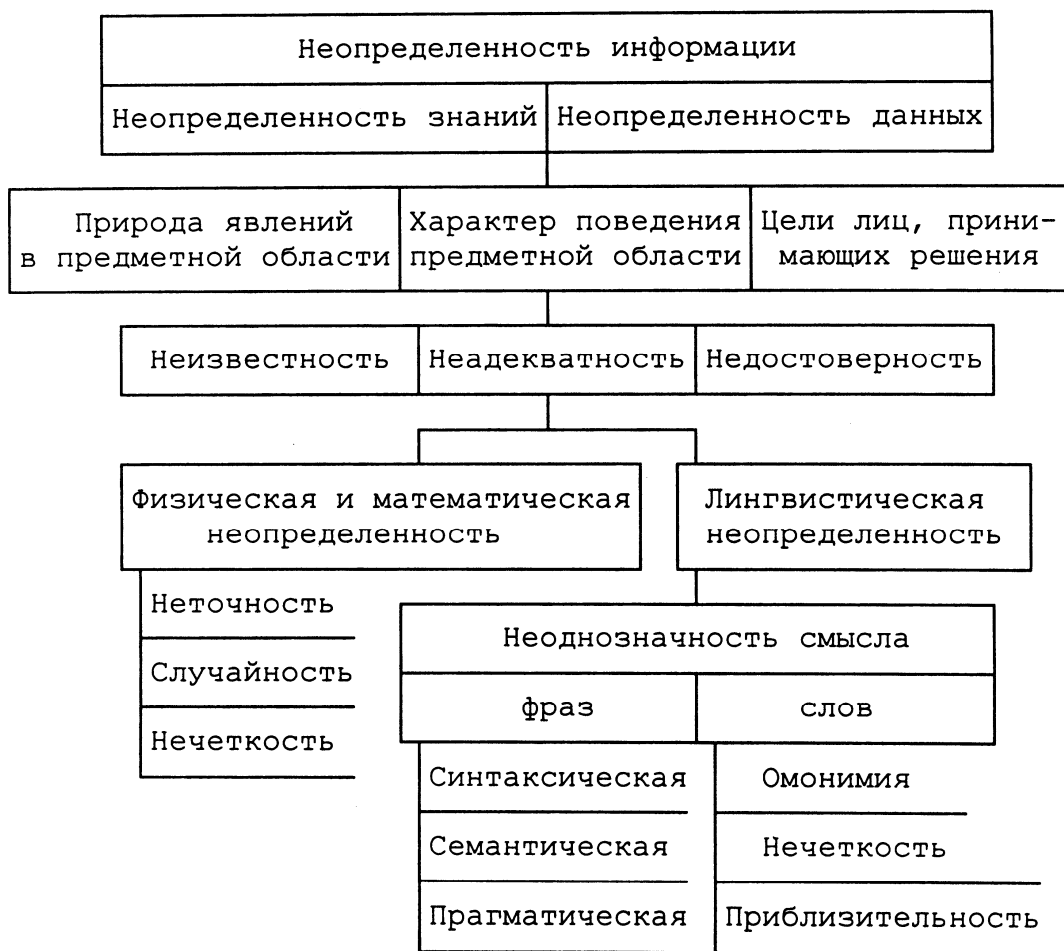 Неопределенность информации
Неопределенность знаний Неопределенность данных
Природа явлений
в предметной области
Характер поведения
предметной области
Цели лиц, прини-
мающих решения
Неизвестность Неадекватность Недостоверность
Физическая и математическая
неопределенность
Лингвистическая
неопределенность
Неточность
Случайность
Нечеткость
Неоднозначность смысла
фраз слов
Синтаксическая
Семантическая
Прагматическая
Омонимия
Нечеткость
Приблизительность